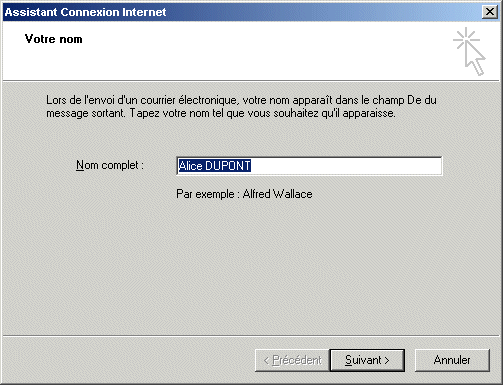 Assistant Connexion Internet
Votre nom
Lors de l'envoi d'un courrier électronique, votre nom apparaît dans le champ De du
message sortant. Tapez votre nom tel que vous souhaitez qu'il apparaisse.
Nom complet : Alice DUPONT
Par exemple : Alfred Wallace
< Précédent Suivant > Annuler